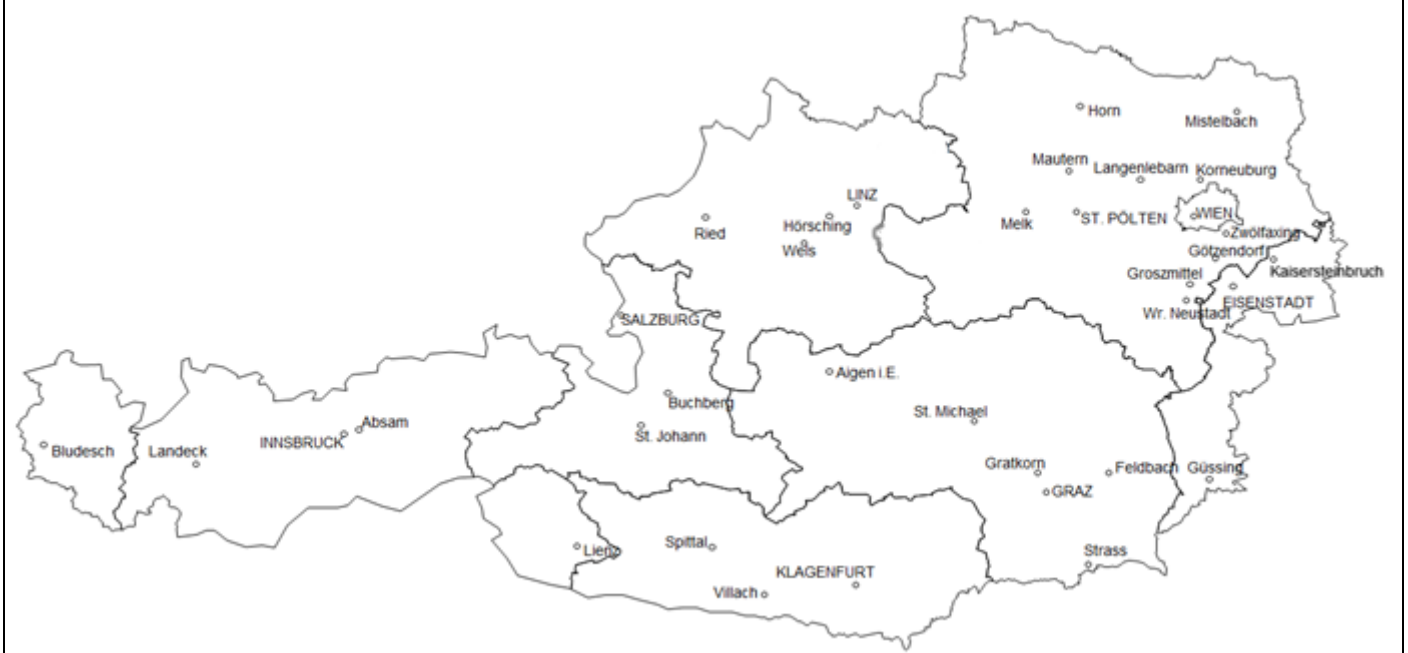 Horn
Mistelbach
Mautern
Langenlebarn
Korneuburg
LINZ
Hörsching
Ried
Wels
Melk
ST. PÖLTEN
WIEN
Zwölfaxing
Götzendorf
Kaisersteinbruch
Groszmittel
EISENSTADT
Wr. Neustadt
SALZBURG
Aigen i.E.
Buchberg
St. Michael
Absam
INNSBRUCK
St. Johann
Bludesch
Landeck
Gratkorn
Feldbach
Güssing
GRAZ
Lienz
Spittal
Strass
KLAGENFURT
Villach